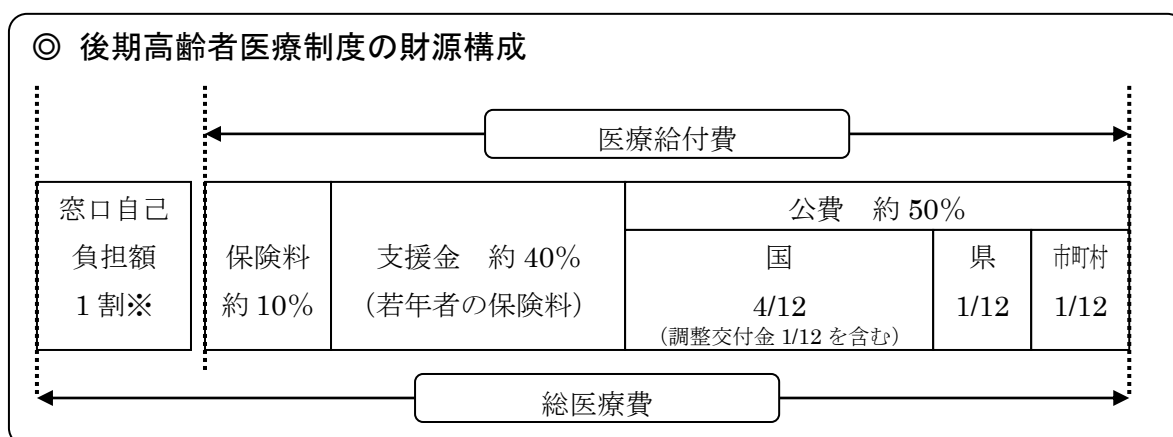 ◎ 後期高齢者医療制度の財源構成
医療給付費
窓口自己
負担額
1割※
保険料
約10%
支援金 約40%
(若年者の保険料)
公費 約50%
国
4/12
(調整交付金1/12を含む)
県
1/12
市町村
1/12
総医療費